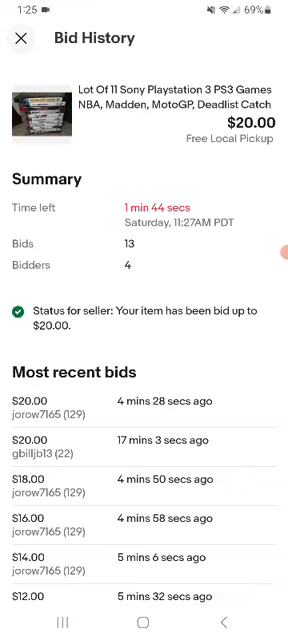 1:25
69%
Bid History
Lot Of 11 Sony Playstation 3 PS3 Games
NBA, Madden, MotoGP, Deadlist Catch
$20.00
Free Local Pickup
Summary
Time left 1 min 44 secs
Saturday, 11:27AM PDT
Bids 13
Bidders 4
Status for seller: Your item has been bid up to
$20.00.
Most recent bids
$20.00 4 mins 28 secs ago
jorow7165 (129)
$20.00 17 mins 3 secs ago
gbilljb13 (22)
$18.00 4 mins 50 secs ago
jorow7165 (129)
$16.00 4 mins 58 secs ago
jorow7165 (129)
$14.00 5 mins 6 secs ago
jorow7165 (129)
$12.00 5 mins 32 secs ago